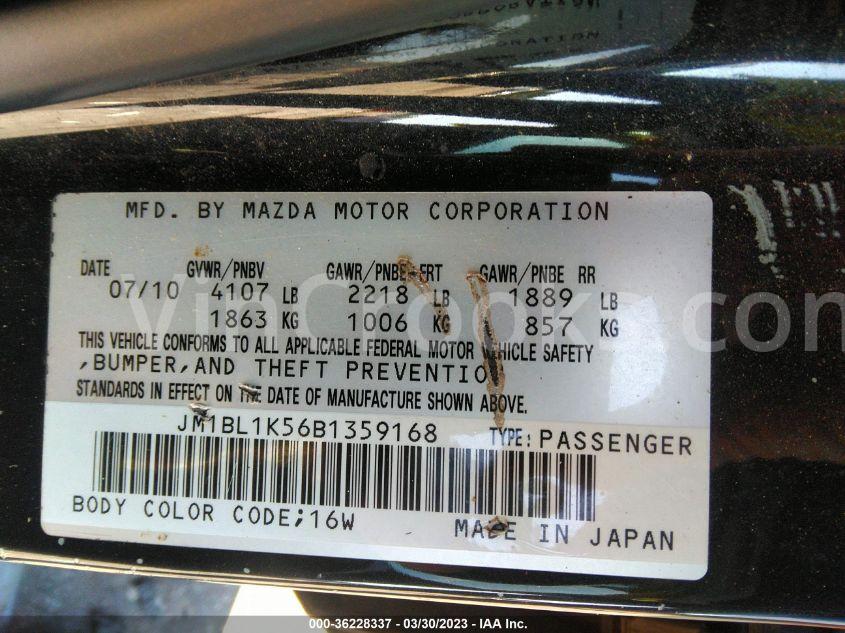 MFD. BY MAZDA MOTOR CORPORATION
DATE GVWR/PNBV GAWR/PNBE FRT GAWR/PNBE RR
07/10 4107 LB 2218 LB 1889 LB
1863 KG 1006 KG 857 KG
THIS VEHICLE CONFORMS TO ALL APPLICABLE FEDERAL MOTOR VEHICLE SAFETY
,BUMPER,AND THEFT PREVENTIO
STANDARDS IN EFFECT ON THE DATE OF MANUFACTURE SHOWN ABOVE.
JM1BL1K56B1359168 TYPE: PASSENGER
BODY COLOR CODE;16W
MADE IN JAPAN
VinCrooks.com
000-36228337 - 03/30/2023 - IAA Inc.